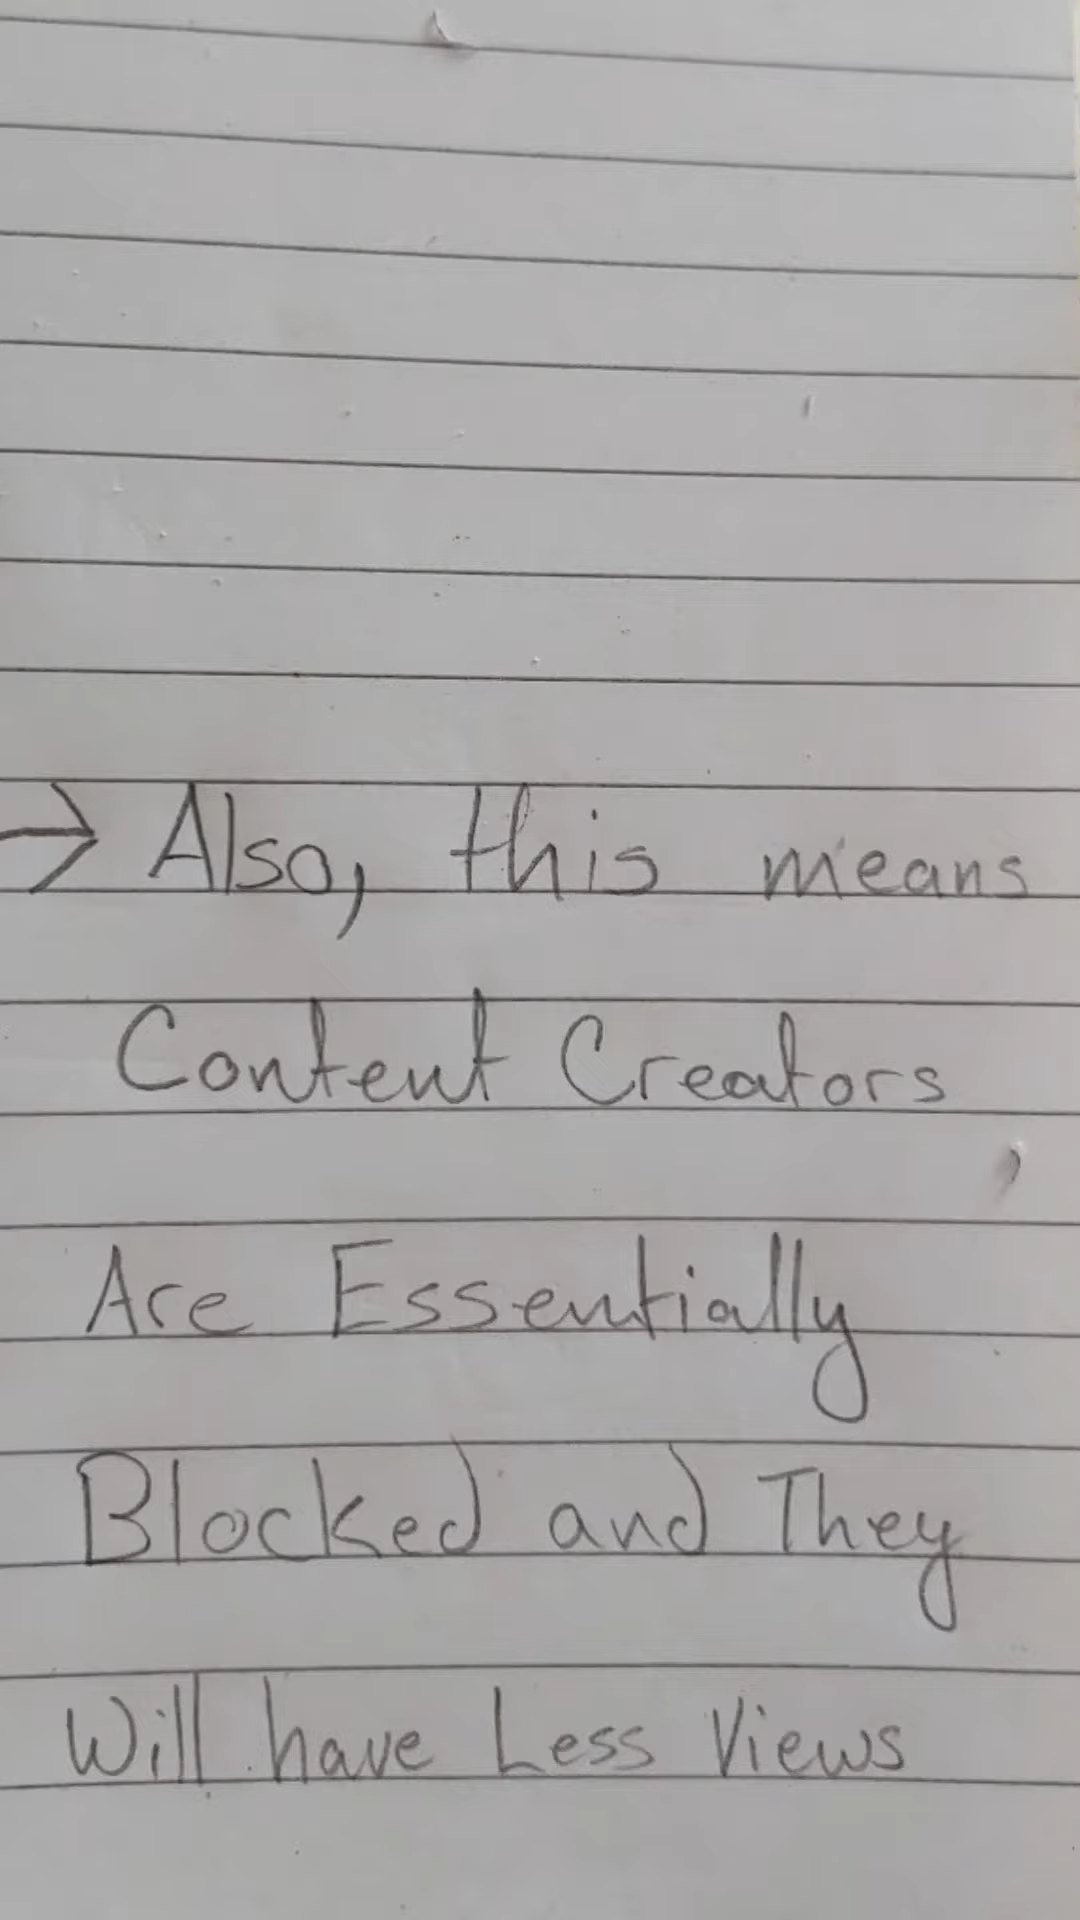 → Also, this means
Content Creators
Are Essentially
Blocked and They
Will have Less Views